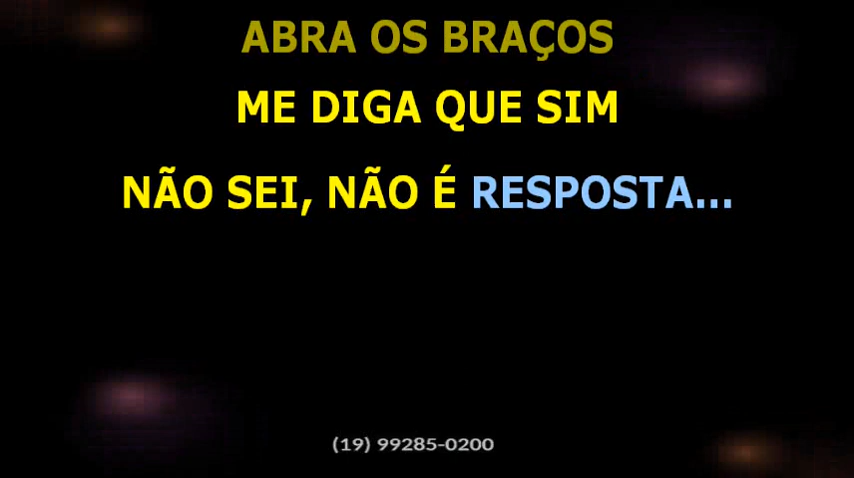 ABRA OS BRAÇOS
ME DIGA QUE SIM
NÃO SEI, NÃO É RESPOSTA...
(19) 99285-0200